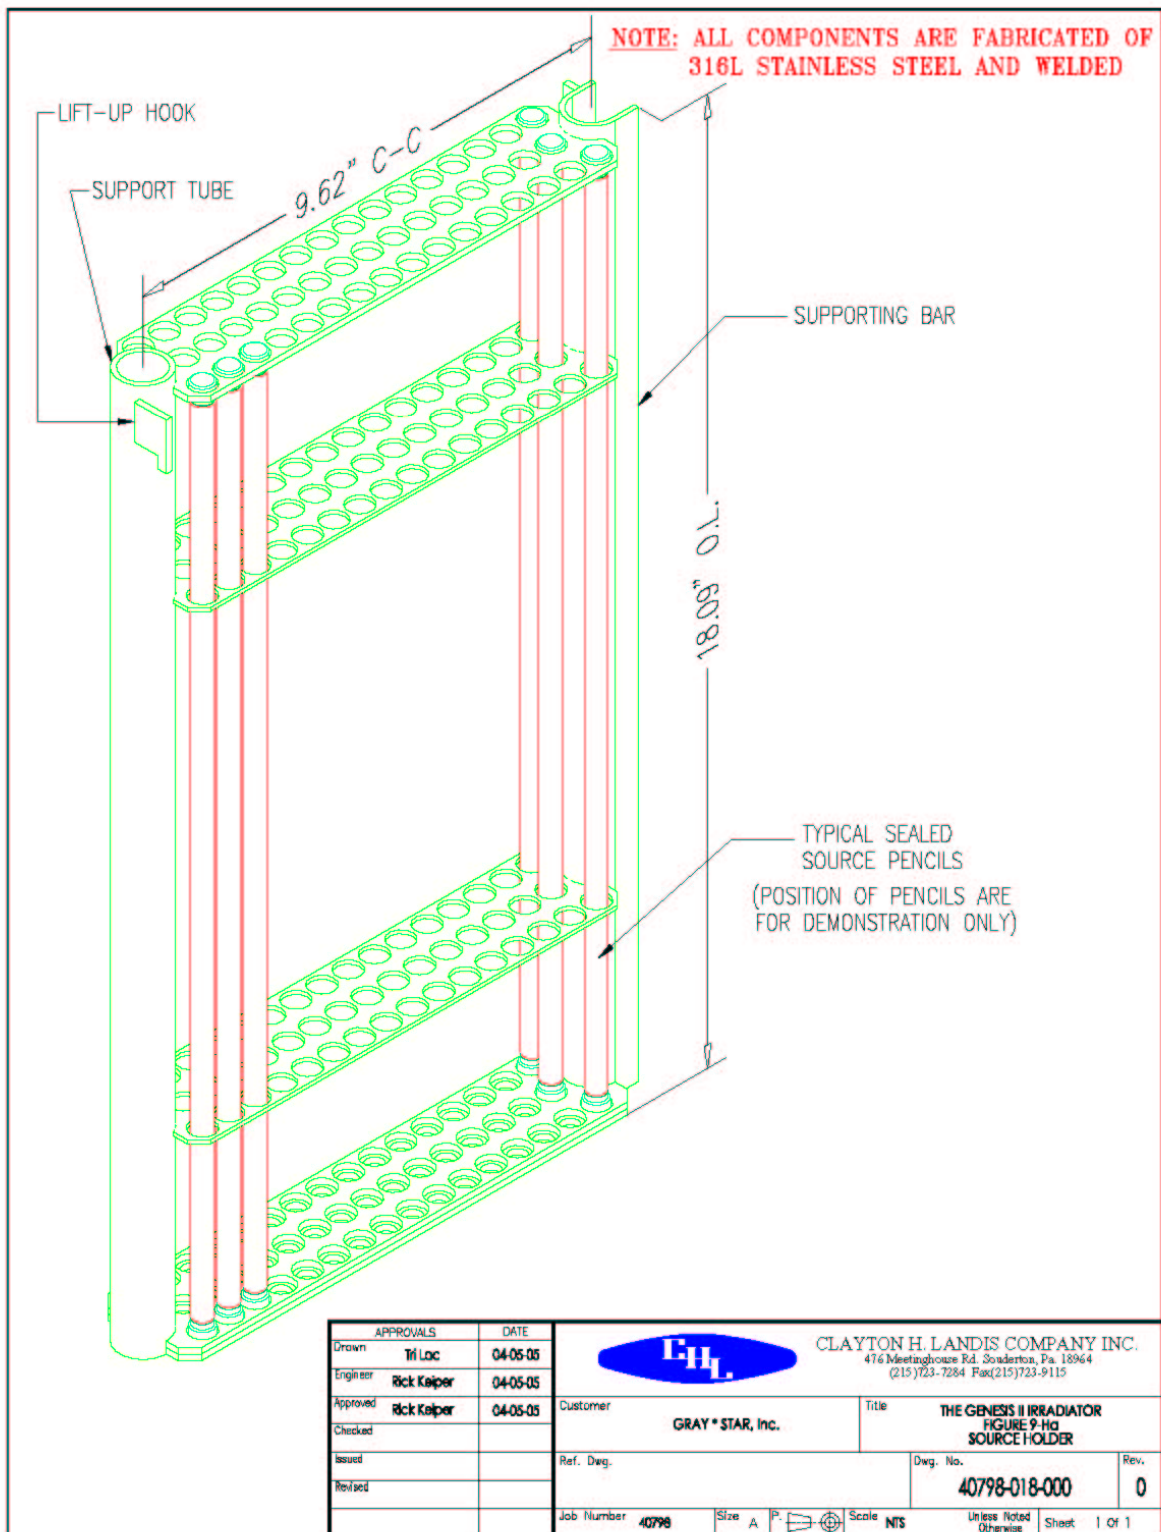 NOTE: ALL COMPONENTS ARE FABRICATED OF
316L STAINLESS STEEL AND WELDED
LIFT-UP HOOK
SUPPORT TUBE
9.62" C-C
SUPPORTING BAR
18.09" O.L.
TYPICAL SEALED
SOURCE PENCILS
(POSITION OF PENCILS ARE
FOR DEMONSTRATION ONLY)
APPROVALS DATE
Drawn Tri Loc 04-05-05
Engineer Rick Keiper 04-05-05
Approved Rick Keiper 04-05-05
Checked
Issued
Revised
CHL
CLAYTON H. LANDIS COMPANY INC.
476 Meetinghouse Rd. Souderton, Pa. 18964
(215)723-7284 Fax(215)723-9115
Customer
GRAY*STAR, Inc.
Title
THE GENESIS II IRRADIATOR
FIGURE 9-Ha
SOURCE HOLDER
Ref. Dwg.
Dwg. No.
40798-018-000
Rev.
0
Job Number 40798
Size A
P.
Scale NTS
Unless Noted
Otherwise
Sheet 1 Of 1